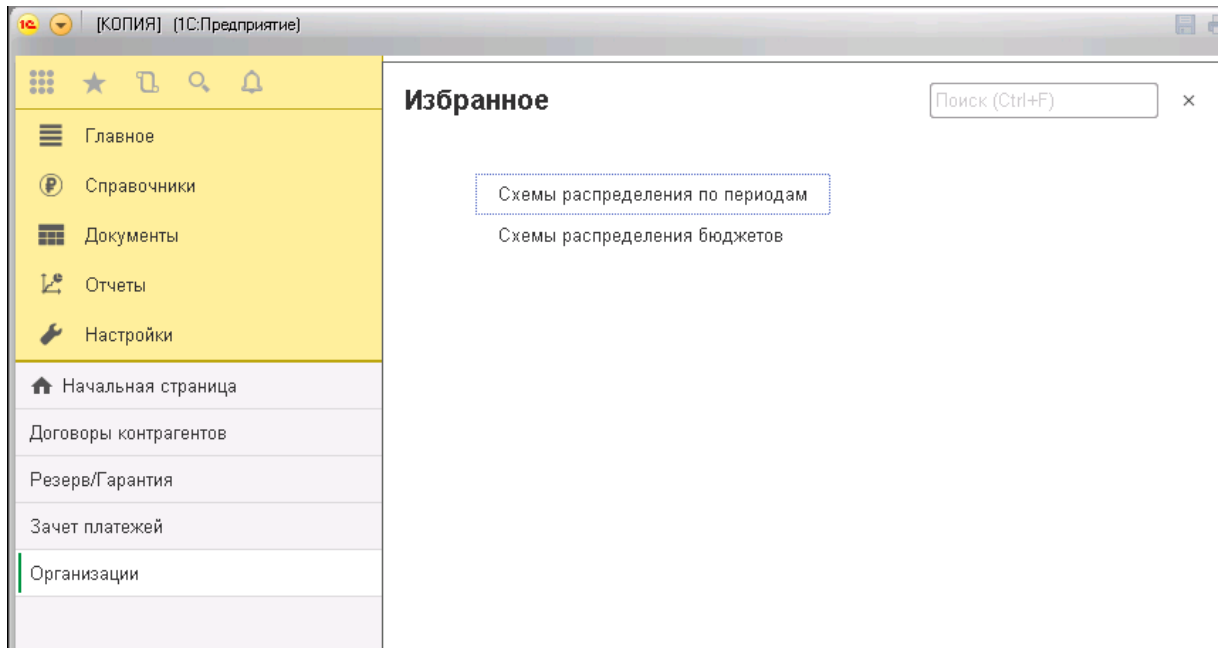 1С [КОПИЯ] (1С:Предприятие)
Избранное
Поиск (Ctrl+F)
Главное
Справочники
Документы
Отчеты
Настройки
Начальная страница
Договоры контрагентов
Резерв/Гарантия
Зачет платежей
Организации
Схемы распределения по периодам
Схемы распределения бюджетов